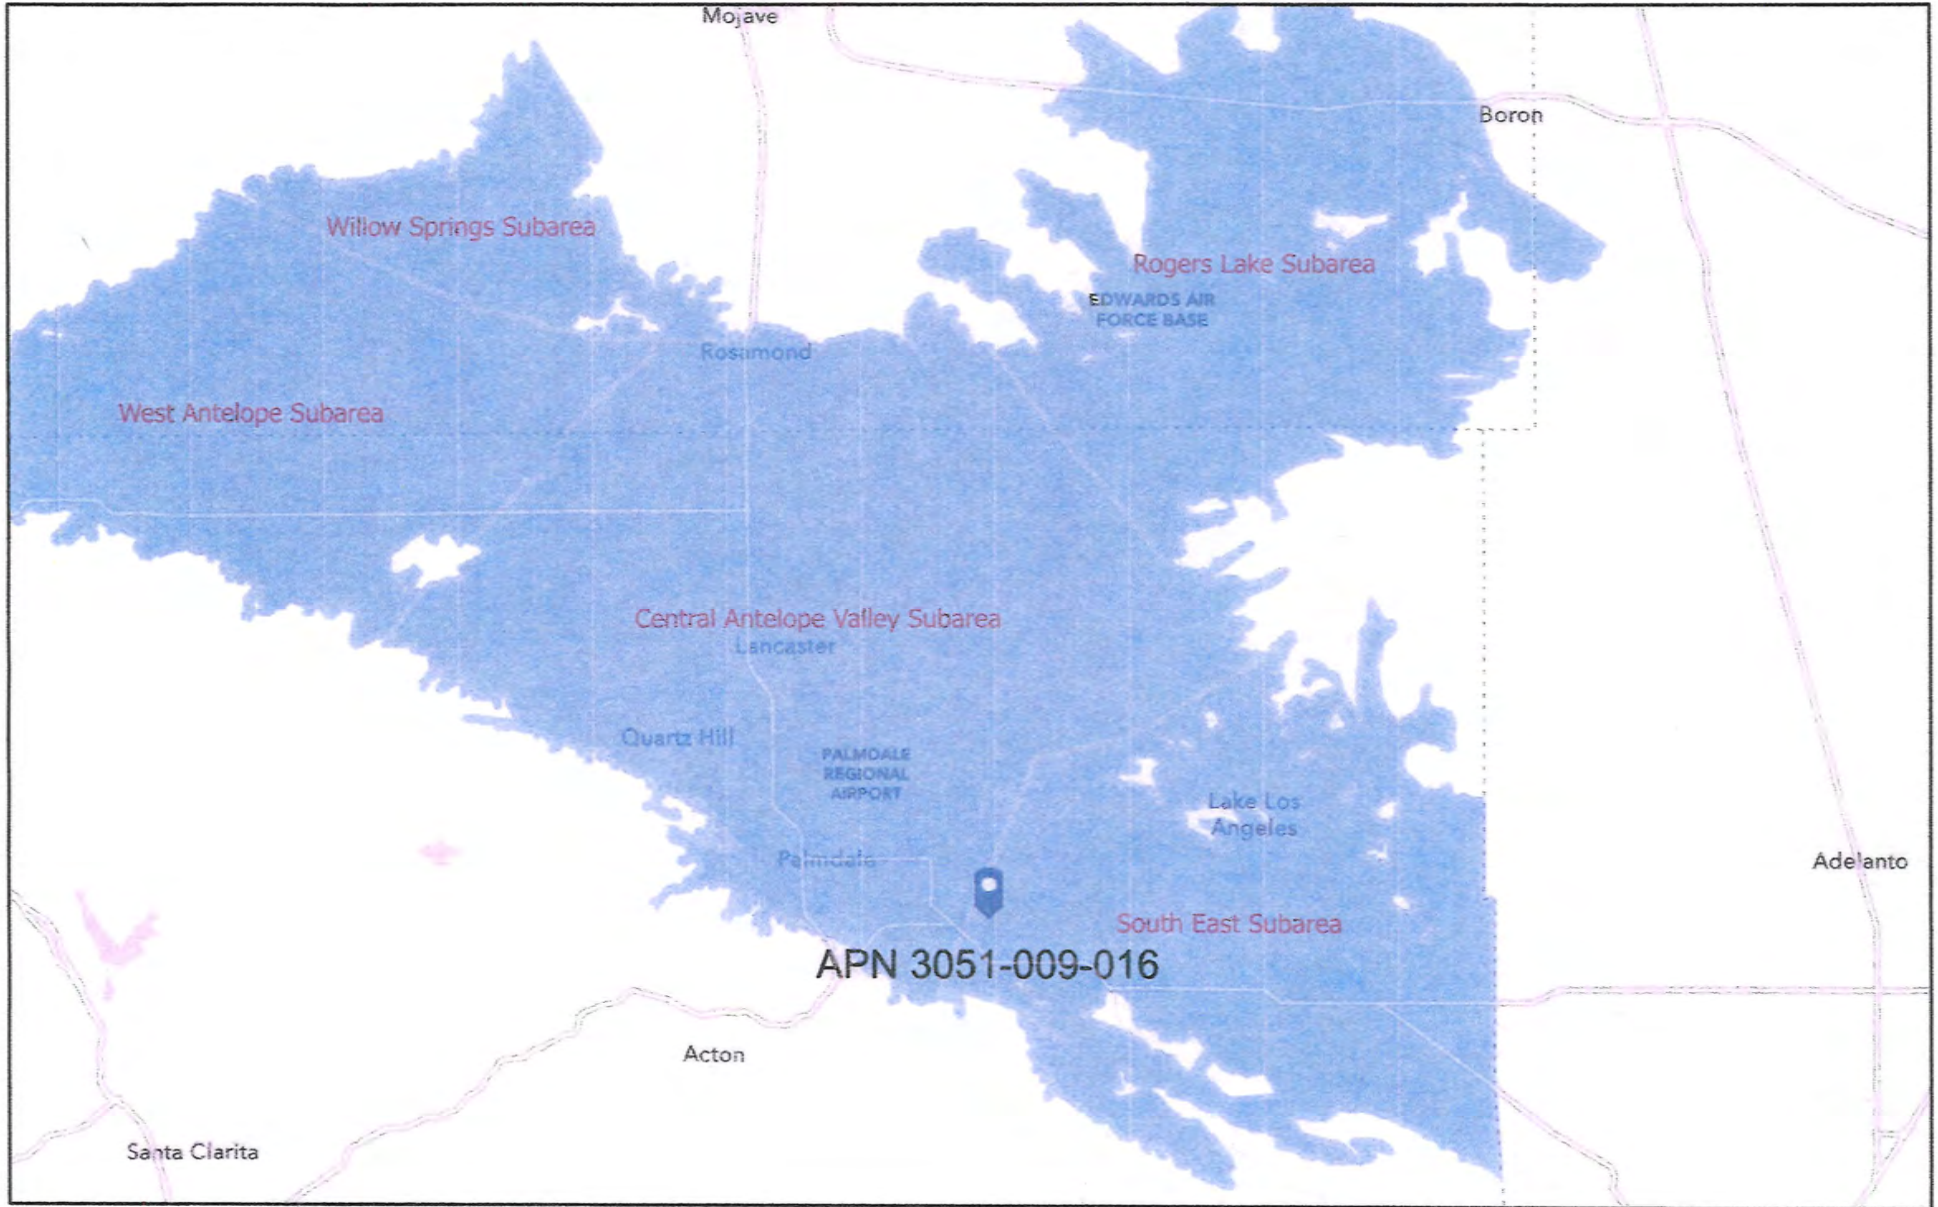 Mojave
Boron
Willow Springs Subarea
Rogers Lake Subarea
EDWARDS AIR
FORCE BASE
Rosamond
West Antelope Subarea
Central Antelope Valley Subarea
Lancaster
Quartz Hill
PALMDALE
REGIONAL
AIRPORT
Lake Los
Angeles
Palmdale
Adelanto
South East Subarea
APN 3051-009-016
Acton
Santa Clarita